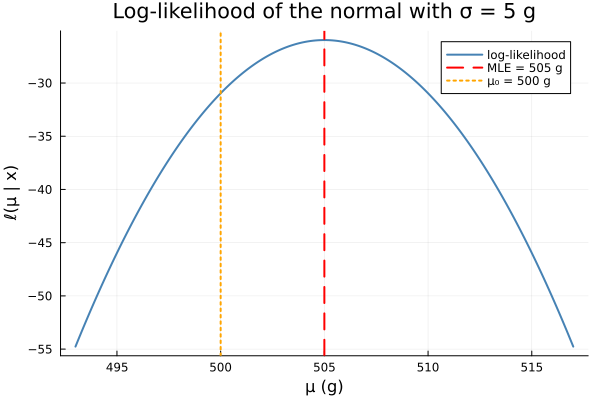 Log-likelihood of the normal with σ = 5 g
log-likelihood
MLE = 505 g
μ₀ = 500 g
ℓ(μ | x)
−30
−35
−40
−45
−50
−55
495
500
505
510
515
μ (g)